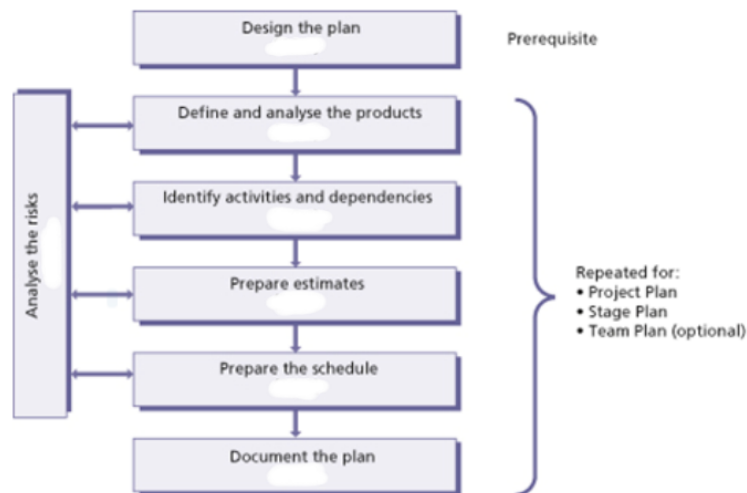 Design the plan
Prerequisite
Define and analyse the products
Identify activities and dependencies
Prepare estimates
Prepare the schedule
Document the plan
Analyse the risks
Repeated for:
• Project Plan
• Stage Plan
• Team Plan (optional)